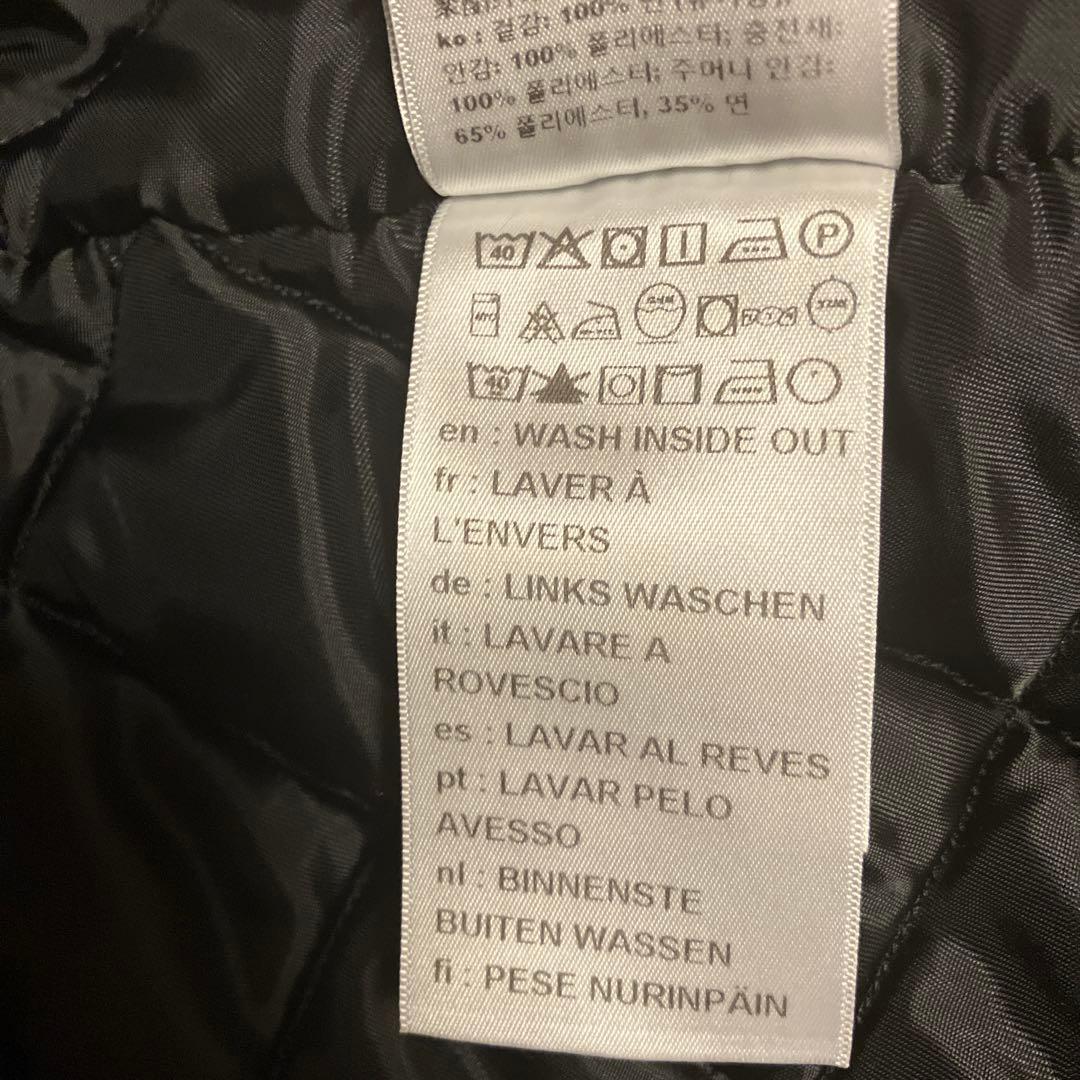 ko : 겉감: 100% 면
안감: 100% 폴리에스터; 충전재:
100% 폴리에스터; 주머니 안감:
65% 폴리에스터, 35% 면
40 P
40
en : WASH INSIDE OUT
fr : LAVER À
L'ENVERS
de : LINKS WASCHEN
it : LAVARE A
ROVESCIO
es : LAVAR AL REVES
pt : LAVAR PELO
AVESSO
nl : BINNENSTE
BUITEN WASSEN
fi : PESE NURINPÄIN